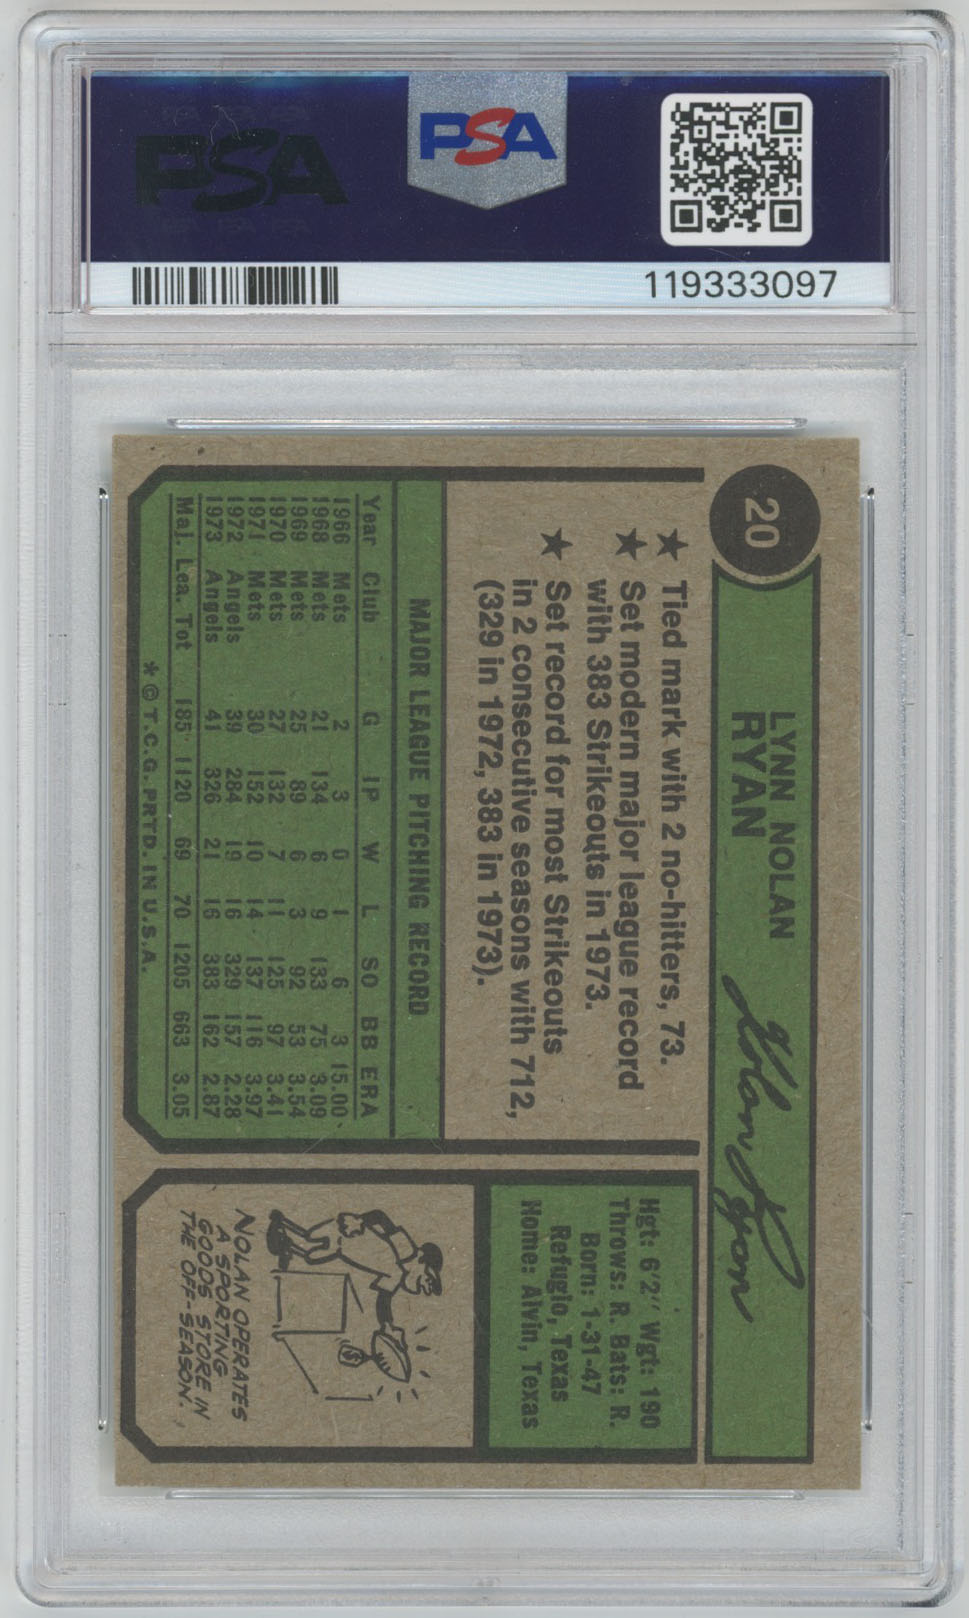 PSA
PSA
119333097
20
LYNN NOLAN
RYAN
Nolan Ryan
★ Tied mark with 2 no-hitters, 73.
★ Set modern major league record
with 383 Strikeouts in 1973.
★ Set record for most Strikeouts
in 2 consecutive seasons with 712,
(329 in 1972, 383 in 1973).
MAJOR LEAGUE PITCHING RECORD
Year Club G IP W L SO BB ERA
1966 Mets 2 3 0 1 6 3 15.00
1968 Mets 21 134 6 9 133 75 3.09
1969 Mets 25 89 6 3 92 53 3.54
1970 Mets 27 132 7 11 125 97 3.41
1971 Mets 30 152 10 14 137 116 3.97
1972 Angels 39 284 19 16 329 157 2.28
1973 Angels 41 326 21 16 383 162 2.87
Maj. Lea. Tot 185 1120 69 70 1205 663 3.05
* © T.C.G. PRTD. IN U.S.A.
Hgt: 6'2" Wgt: 190
Throws: R. Bats: R.
Born: 1-31-47
Refugio, Texas
Home: Alvin, Texas
$
NOLAN OPERATES
A SPORTING
GOODS STORE IN
THE OFF-SEASON.